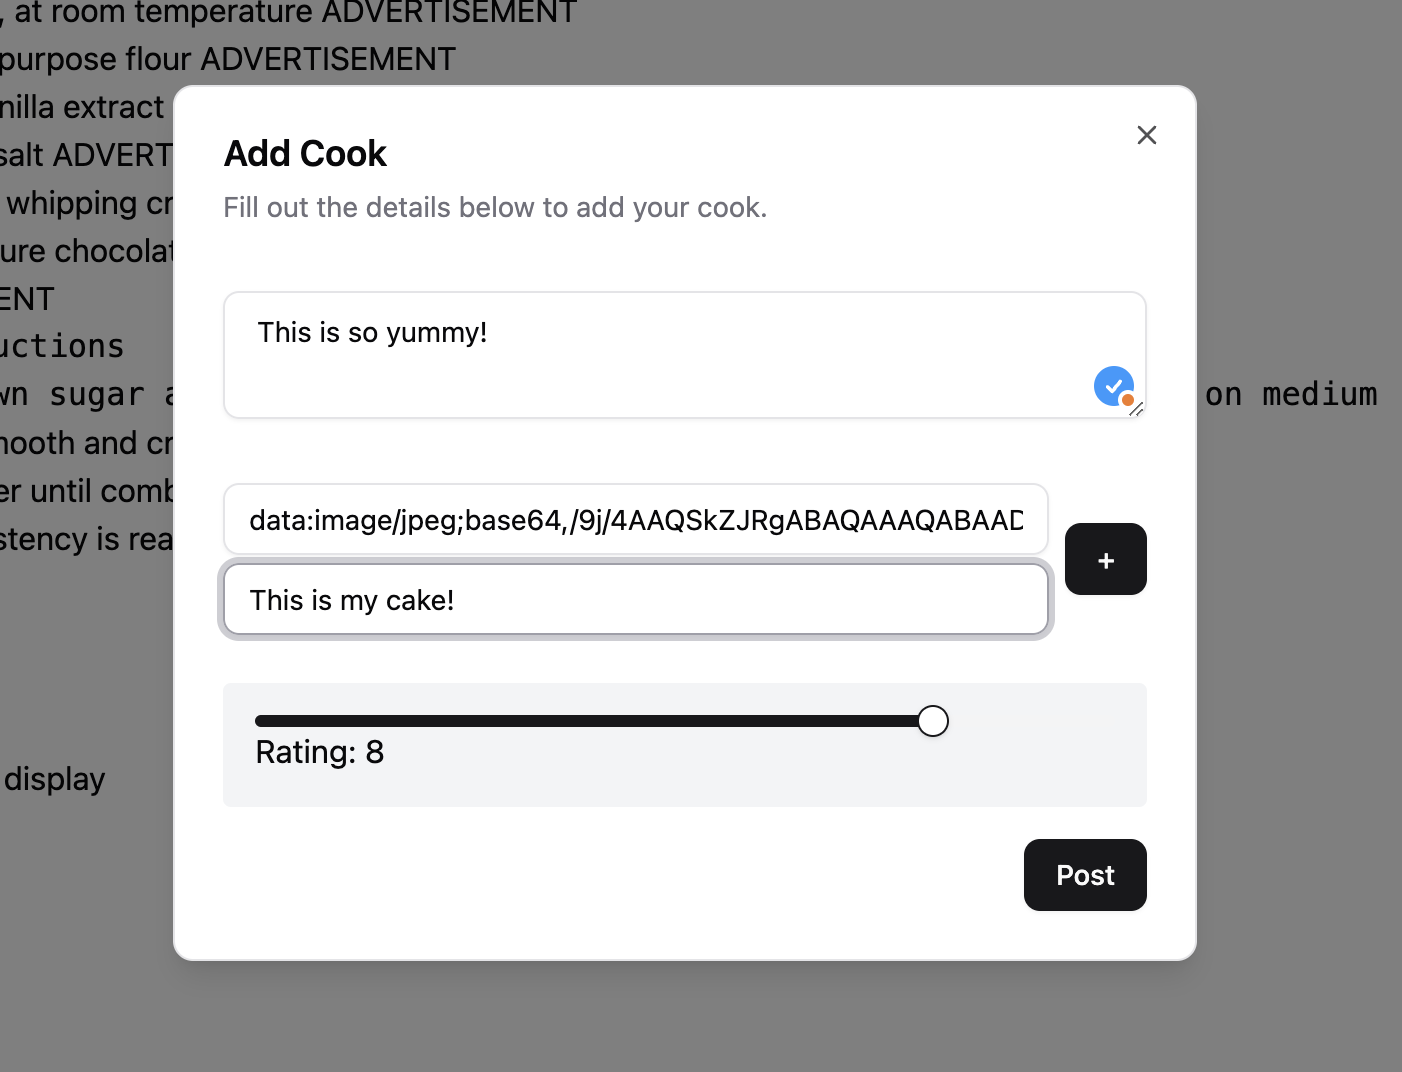 , at room temperature ADVERTISEMENT
purpose flour ADVERTISEMENT
nilla extract
salt ADVERT
whipping cr
ure chocolat
ENT
uctions
wn sugar a on medium
mooth and cr
er until comb
stency is rea
display
Add Cook
Fill out the details below to add your cook.
This is so yummy!
data:image/jpeg;base64,/9j/4AAQSkZJRgABAQAAAQABAAD
+
This is my cake!
Rating: 8
Post